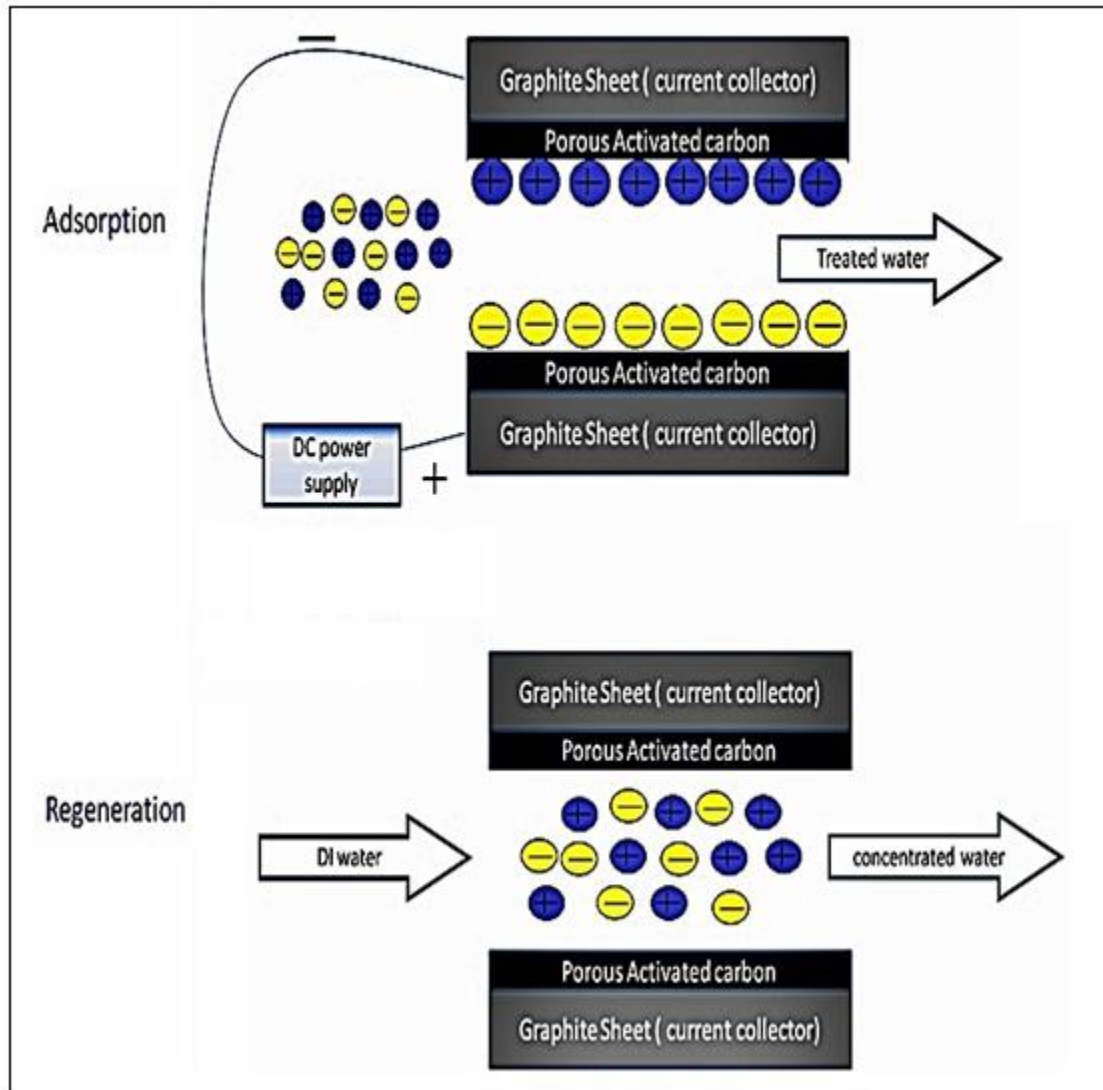 Adsorption
−
Graphite Sheet ( current collector)
Porous Activated carbon
Treated water
Porous Activated carbon
Graphite Sheet ( current collector)
DC power
supply
+
Regeneration
Graphite Sheet ( current collector)
Porous Activated carbon
DI water
concentrated water
Porous Activated carbon
Graphite Sheet ( current collector)